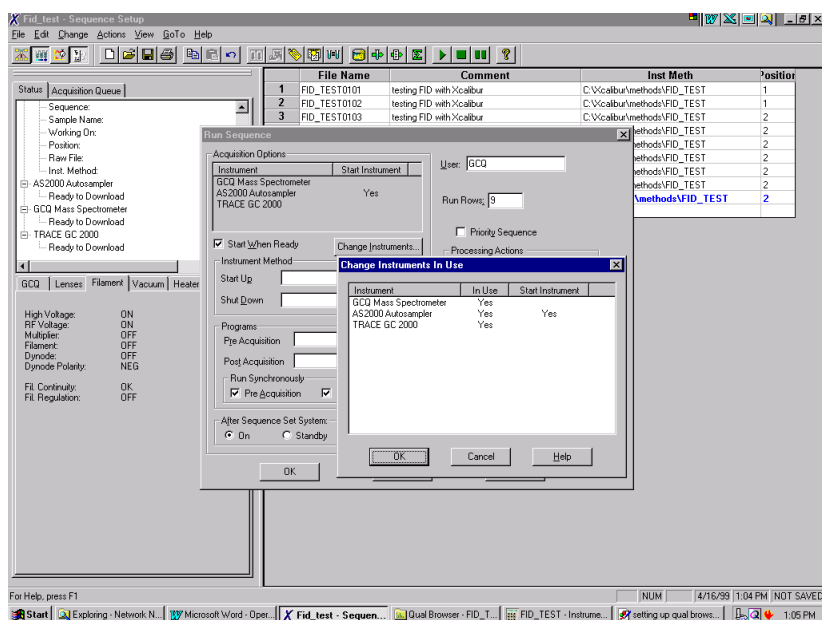 Fid_test - Sequence Setup
File Edit Change Actions View GoTo Help
Status Acquisition Queue
Sequence:
Sample Name:
Working On:
Position:
Raw File:
Inst. Method:
AS2000 Autosampler
Ready to Download
GCQ Mass Spectrometer
Ready to Download
TRACE GC 2000
Ready to Download
GCQ Lenses Filament Vacuum Heater
High Voltage: ON
RF Voltage: ON
Multiplier: OFF
Filament: OFF
Dynode: OFF
Dynode Polarity: NEG
Fil. Continuity: OK
Fil. Regulation: OFF
File Name Comment Inst Meth Position
1 FID_TEST0101 testing FID with Xcalibur C:\Xcalibur\methods\FID_TEST 1
2 FID_TEST0102 testing FID with Xcalibur C:\Xcalibur\methods\FID_TEST 1
3 FID_TEST0103 testing FID with Xcalibur C:\Xcalibur\methods\FID_TEST 2
nethods\FID_TEST 2
nethods\FID_TEST 2
nethods\FID_TEST 2
nethods\FID_TEST 2
nethods\FID_TEST 2
\methods\FID_TEST 2
Run Sequence
Acquisition Options
Instrument Start Instrument
GCQ Mass Spectrometer
AS2000 Autosampler Yes
TRACE GC 2000
Start When Ready Change Instruments...
Instrument Method
Start Up
Shut Down
Programs
Pre Acquisition
Post Acquisition
Run Synchronously
Pre Acquisition
After Sequence Set System:
On Standby
OK
User: GCQ
Run Rows: 9
Priority Sequence
Processing Actions
Change Instruments In Use
Instrument In Use Start Instrument
GCQ Mass Spectrometer Yes
AS2000 Autosampler Yes Yes
TRACE GC 2000 Yes
OK Cancel Help
For Help, press F1
NUM 4/16/99 1:04 PM NOT SAVED
Start Exploring - Network N... Microsoft Word - Oper... Fid_test - Sequen... Qual Browser - FID_T... FID_TEST - Instrume... setting up qual brows... 1:05 PM